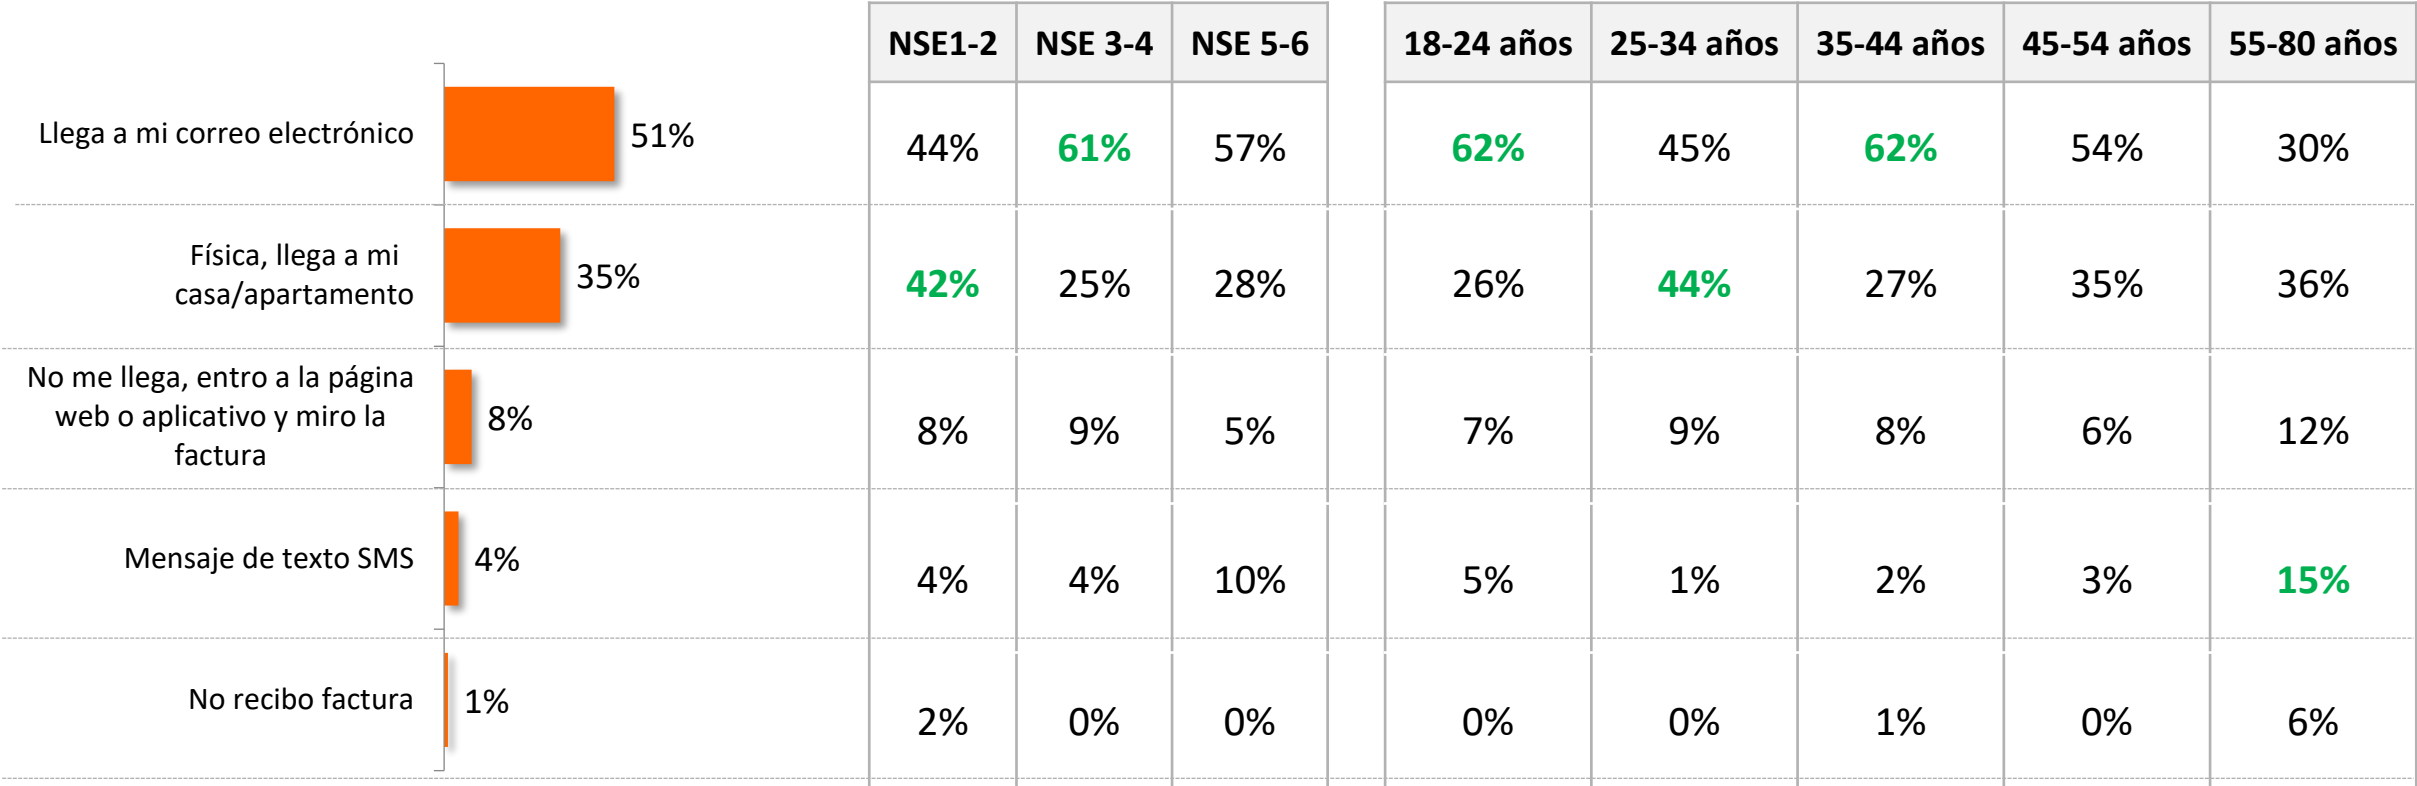 NSE1-2 NSE 3-4 NSE 5-6 18-24 años 25-34 años 35-44 años 45-54 años 55-80 años
Llega a mi correo electrónico 51% 44% 61% 57% 62% 45% 62% 54% 30%
Física, llega a mi
casa/apartamento 35% 42% 25% 28% 26% 44% 27% 35% 36%
No me llega, entro a la página
web o aplicativo y miro la
factura 8% 8% 9% 5% 7% 9% 8% 6% 12%
Mensaje de texto SMS 4% 4% 4% 10% 5% 1% 2% 3% 15%
No recibo factura 1% 2% 0% 0% 0% 0% 1% 0% 6%